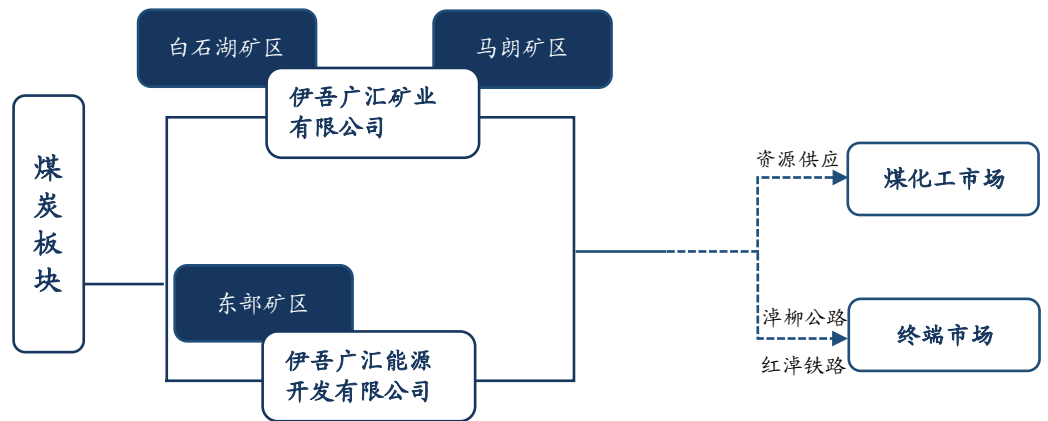 白石湖矿区
马朗矿区
伊吾广汇矿业
有限公司
煤炭板块
东部矿区
伊吾广汇能源
开发有限公司
资源供应
煤化工市场
淖柳公路
终端市场
红淖铁路